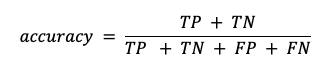 accuracy = TP + TN / TP + TN + FP + FN